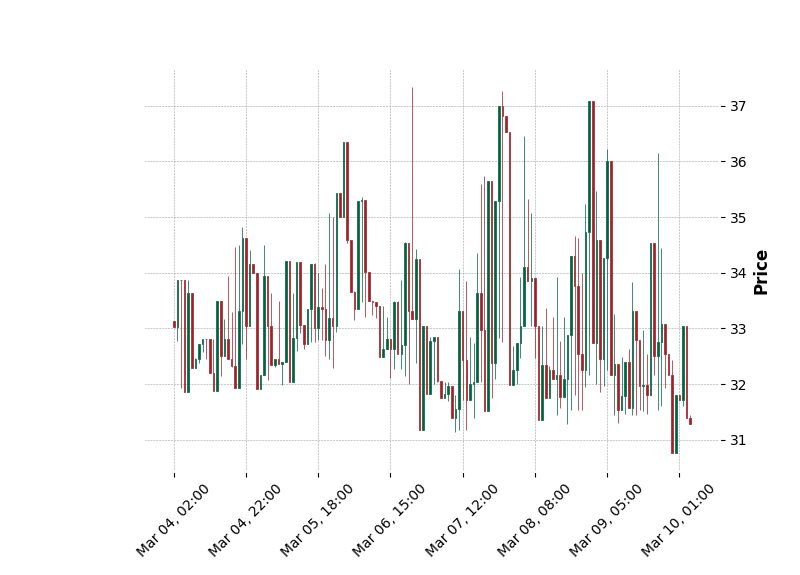 37
36
35
34
33
32
31
Price
Mar 04, 02:00
Mar 04, 22:00
Mar 05, 18:00
Mar 06, 15:00
Mar 07, 12:00
Mar 08, 08:00
Mar 09, 05:00
Mar 10, 01:00